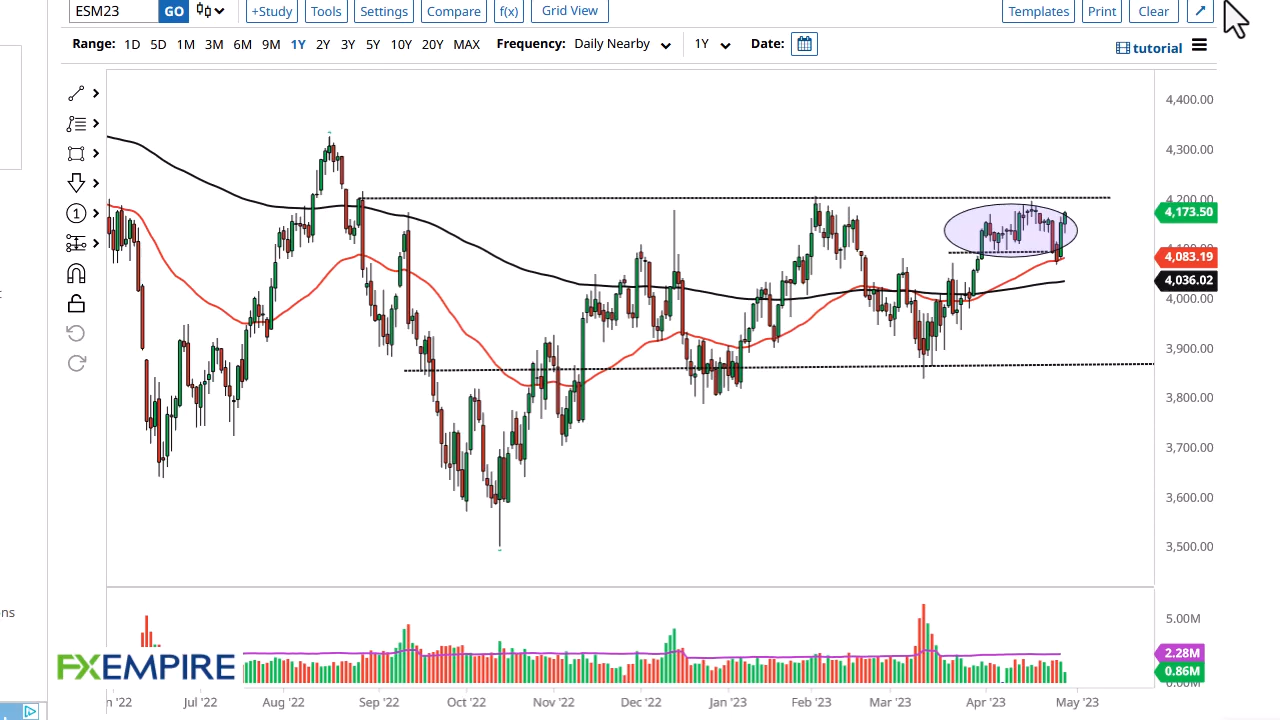 ESM23 GO +Study Tools Settings Compare f(x) Grid View Templates Print Clear
Range: 1D 5D 1M 3M 6M 9M 1Y 2Y 3Y 5Y 10Y 20Y MAX Frequency: Daily Nearby 1Y Date: tutorial
4,400.00
4,300.00
4,200.00
4,173.50
4,083.19
4,036.02
4,000.00
3,900.00
3,800.00
3,700.00
3,600.00
3,500.00
1
5.00M
2.28M
0.86M
ns
FXEMPIRE
'22 Jul '22 Aug '22 Sep '22 Oct '22 Nov '22 Dec '22 Jan '23 Feb '23 Mar '23 Apr '23 May '23